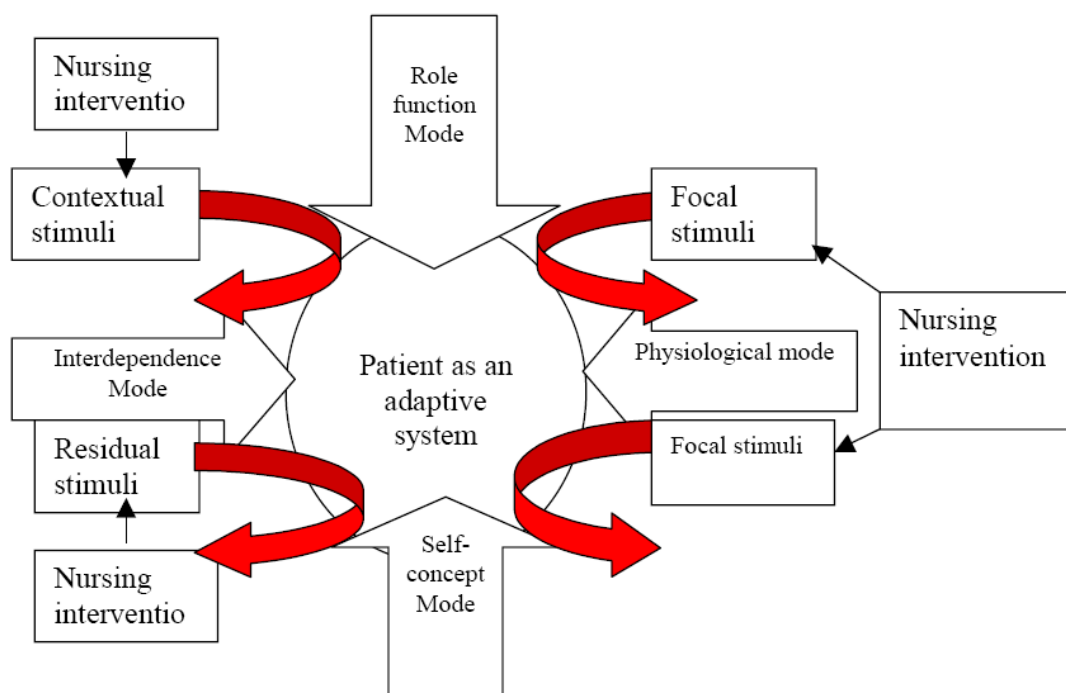 Nursing
interventio
Role
function
Mode
Contextual
stimuli
Focal
stimuli
Nursing
intervention
Interdependence
Mode
Physiological mode
Patient as an
adaptive
system
Residual
stimuli
Focal stimuli
Self-
concept
Mode
Nursing
interventio